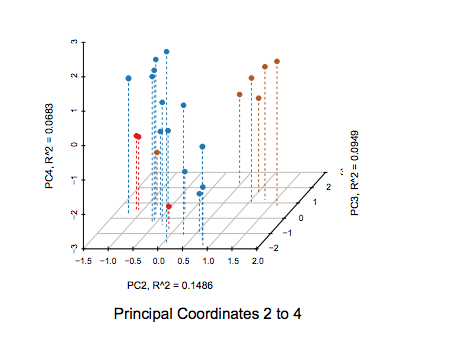 3
2
1
0
−1
−2
−3
PC4, R^2 = 0.0683
−1.5 −1.0 −0.5 0.0 0.5 1.0 1.5 2.0
−2
−1
0
1
2
PC3, R^2 = 0.0949
PC2, R^2 = 0.1486
Principal Coordinates 2 to 4